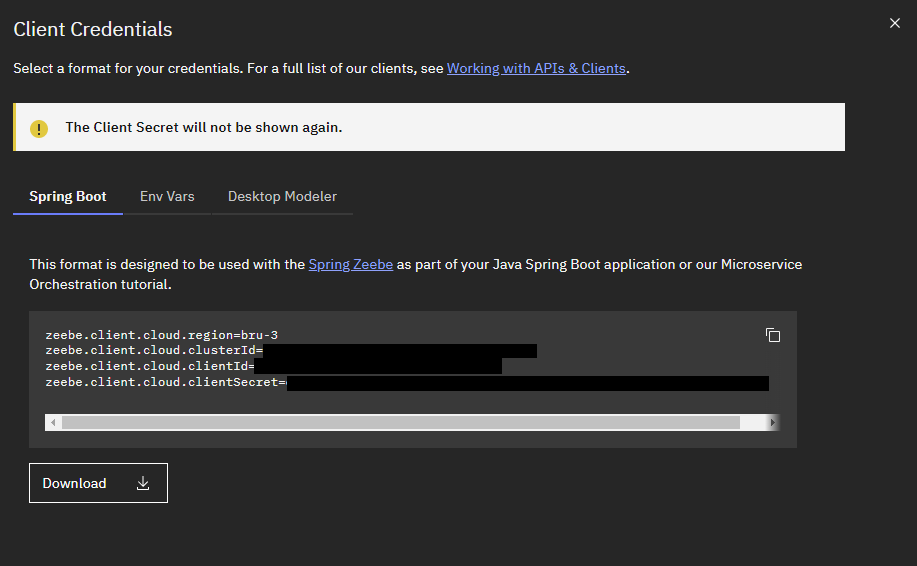 Client Credentials
Select a format for your credentials. For a full list of our clients, see Working with APIs & Clients.
The Client Secret will not be shown again.
Spring Boot Env Vars Desktop Modeler
This format is designed to be used with the Spring Zeebe as part of your Java Spring Boot application or our Microservice
Orchestration tutorial.
zeebe.client.cloud.region=bru-3
zeebe.client.cloud.clusterId=
zeebe.client.cloud.clientId=
zeebe.client.cloud.clientSecret=
Download